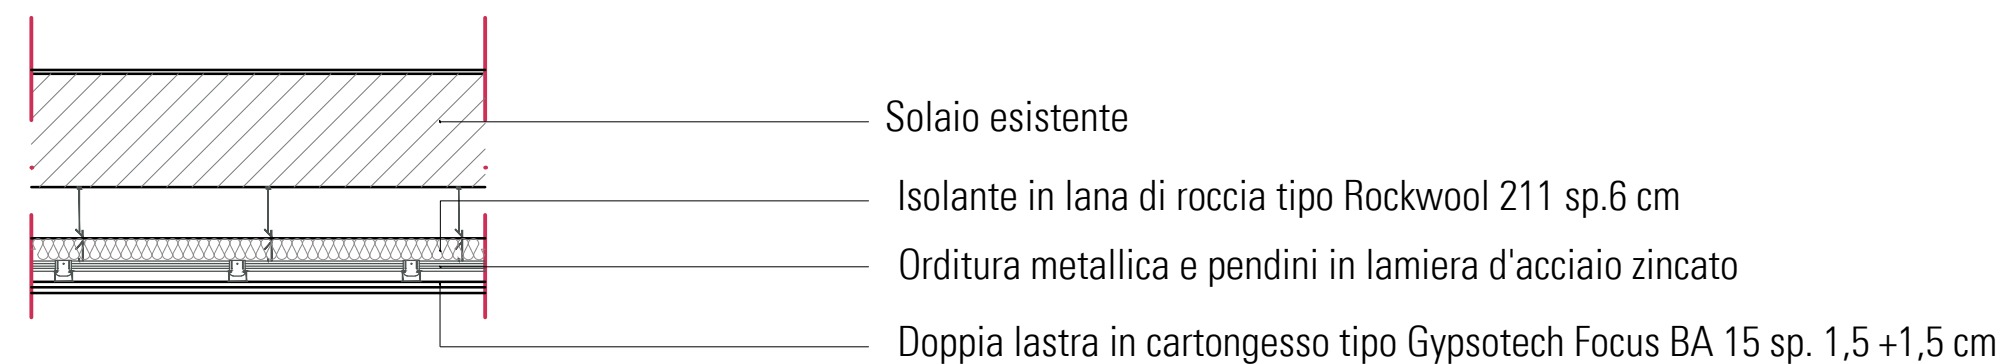 Solaio esistente
Isolante in lana di roccia tipo Rockwool 211 sp.6 cm
Orditura metallica e pendini in lamiera d'acciaio zincato
Doppia lastra in cartongesso tipo Gypsotech Focus BA 15 sp. 1,5 +1,5 cm